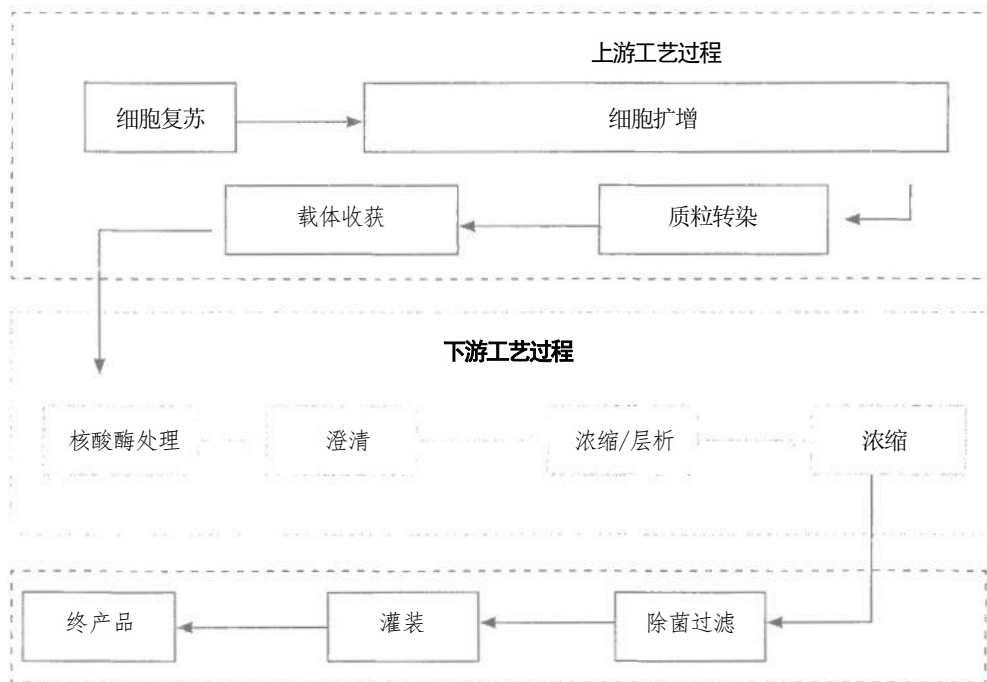 上游工艺过程
细胞复苏
细胞扩增
载体收获
质粒转染
下游工艺过程
核酸酶处理
澄清
浓缩/层析
浓缩
终产品
灌装
除菌过滤